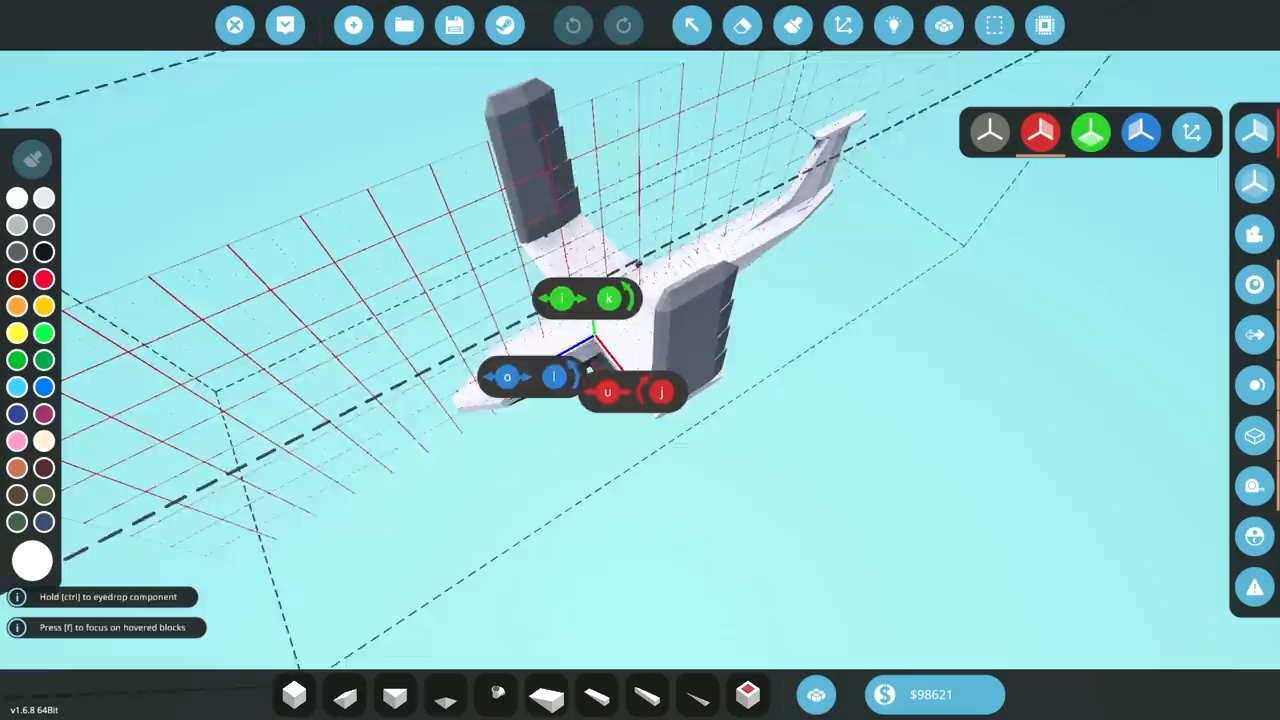 i k
o l
u j
Hold [ctrl] to eyedrop component
Press [f] to focus on hovered blocks
$98621
v1.6.8 64Bit